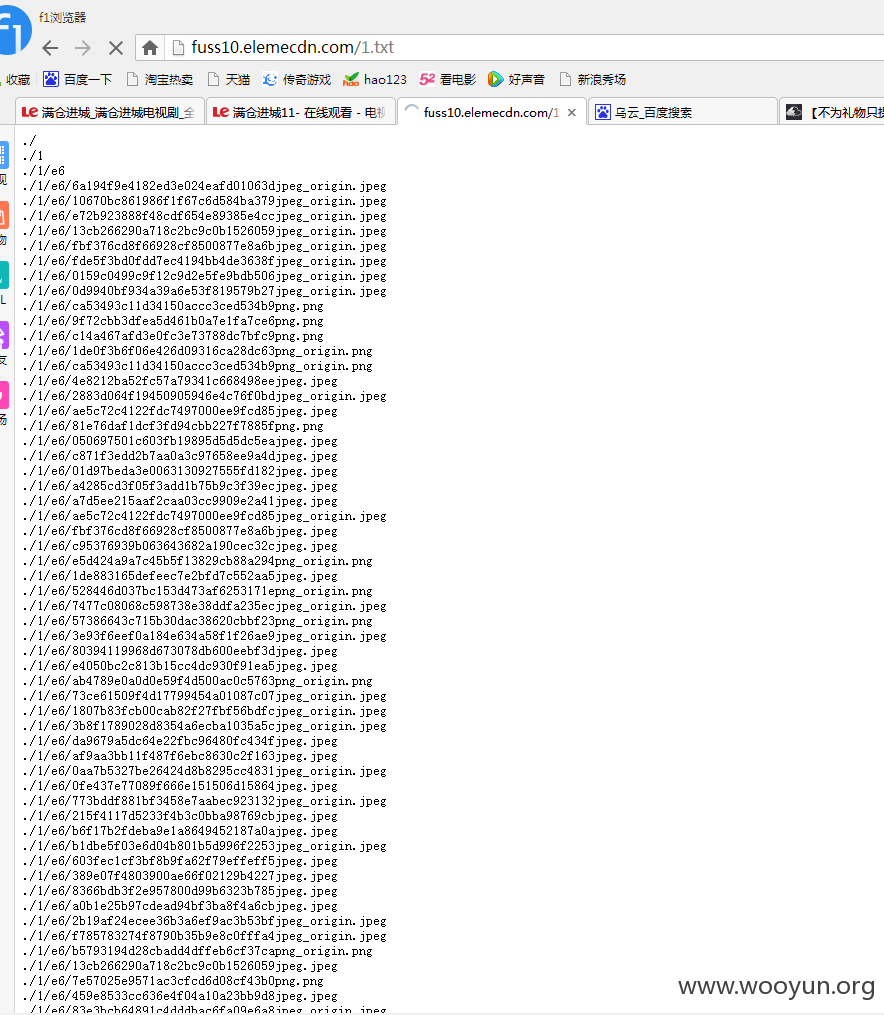 f1浏览器
f1
fuss10.elemecdn.com/1.txt
收藏 百度一下 淘宝热卖 天猫 传奇游戏 hao123 52 看电影 好声音 新浪秀场
Le 满仓进城_满仓进城电视剧_全 Le 满仓进城11- 在线观看 - 电视 fuss10.elemecdn.com/1 × 乌云_百度搜索 【不为礼物只
./
./1
./1/e6
./1/e6/6a194f9e4182ed3e024eafd01063djpeg_origin.jpeg
./1/e6/10670bc861986f1f67c6d584ba379jpeg_origin.jpeg
./1/e6/e72b923888f48cdf654e89385e4ccjpeg_origin.jpeg
./1/e6/13cb266290a718c2bc9c0b1526059jpeg_origin.jpeg
./1/e6/fbf376cd8f66928cf8500877e8a6bjpeg_origin.jpeg
./1/e6/fde5f3bd0fdd7ec4194bb4de3638fjpeg_origin.jpeg
./1/e6/0159c0499c9f12c9d2e5fe9bdb506jpeg_origin.jpeg
./1/e6/0d9940bf934a39a6e53f819579b27jpeg_origin.jpeg
./1/e6/ca53493c11d34150accc3ced534b9png.png
./1/e6/9f72cbb3dfea5d461b0a7e1fa7ce6png.png
./1/e6/c14a467afd3e0fc3e73788dc7bfc9png.png
./1/e6/1de0f3b6f06e426d09316ca28dc63png_origin.png
./1/e6/ca53493c11d34150accc3ced534b9png_origin.png
./1/e6/4e8212ba52fc57a79341c668498eejpeg.jpeg
./1/e6/2883d064f19450905946e4c76f0bdjpeg_origin.jpeg
./1/e6/ae5c72c4122fdc7497000ee9fcd85jpeg.jpeg
./1/e6/81e76daf1dcf3fd94cbb227f7885fpng.png
./1/e6/050697501c603fb19895d5d5dc5eajpeg.jpeg
./1/e6/c871f3edd2b7aa0a3c97658ee9a4djpeg.jpeg
./1/e6/01d97beda3e0063130927555fd182jpeg.jpeg
./1/e6/a4285cd3f05f3add1b75b9c3f39ecjpeg.jpeg
./1/e6/a7d5ee215aaf2caa03cc9909e2a41jpeg.jpeg
./1/e6/ae5c72c4122fdc7497000ee9fcd85jpeg_origin.jpeg
./1/e6/fbf376cd8f66928cf8500877e8a6bjpeg.jpeg
./1/e6/c95376939b063643682a190cec32cjpeg.jpeg
./1/e6/e5d424a9a7c45b5f13829cb88a294png_origin.png
./1/e6/1de883165defeec7e2bfd7c552aa5jpeg.jpeg
./1/e6/528446d037bc153d473af6253171epng_origin.png
./1/e6/7477c08068c598738e38ddfa235ecjpeg_origin.jpeg
./1/e6/57386643c715b30dac38620cbbf23png_origin.png
./1/e6/3e93f6eef0a184e634a58f1f26ae9jpeg_origin.jpeg
./1/e6/80394119968d673078db600eebf3djpeg.jpeg
./1/e6/e4050bc2c813b15cc4dc930f91ea5jpeg.jpeg
./1/e6/ab4789e0a0d0e59f4d500ac0c5763png_origin.png
./1/e6/73ce61509f4d17799454a01087c07jpeg_origin.jpeg
./1/e6/1807b83fcb00cab82f27fbf56bdfcjpeg_origin.jpeg
./1/e6/3b8f1789028d8354a6ecba1035a5cjpeg_origin.jpeg
./1/e6/da9679a5dc64e22fbc96480fc434fjpeg.jpeg
./1/e6/af9aa3bb11f487f6ebc8630c2f163jpeg.jpeg
./1/e6/0aa7b5327be26424d8b8295cc4831jpeg_origin.jpeg
./1/e6/0fe437e77089f666e151506d15864jpeg.jpeg
./1/e6/773bddf881bf3458e7aabec923132jpeg_origin.jpeg
./1/e6/215f4117d5233f4b3c0bba98769cbjpeg.jpeg
./1/e6/b6f17b2fdeba9e1a8649452187a0ajpeg.jpeg
./1/e6/b1dbe5f03e6d04b801b5d996f2253jpeg_origin.jpeg
./1/e6/603fec1cf3bf8b9fa62f79effeff5jpeg.jpeg
./1/e6/389e07f4803900ae66f02129b4227jpeg.jpeg
./1/e6/8366bdb3f2e957800d99b6323b785jpeg.jpeg
./1/e6/a0b1e25b97cdead94bf3ba8f4a6cbjpeg.jpeg
./1/e6/2b19af24ecee36b3a6ef9ac3b53bfjpeg_origin.jpeg
./1/e6/f785783274f8790b35b9e8c0fffa4jpeg_origin.jpeg
./1/e6/b5793194d28cbadd4dffeb6cf37capng_origin.png
./1/e6/13cb266290a718c2bc9c0b1526059jpeg.jpeg
./1/e6/7e57025e9571ac3cfcd6d08cf43b0png.png
./1/e6/459e8533cc636e4f04a10a23bb9d8jpeg.jpeg
./1/e6/83e3bcb64891c4dddbac6fa09e6a8jpeg_origin.jpeg
www.wooyun.org